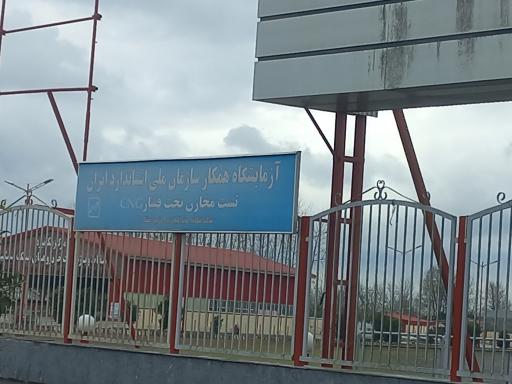 آزمایشگاه همکار سازمان ملی استاندارد ایران
تست مخازن تحت فشار CNG